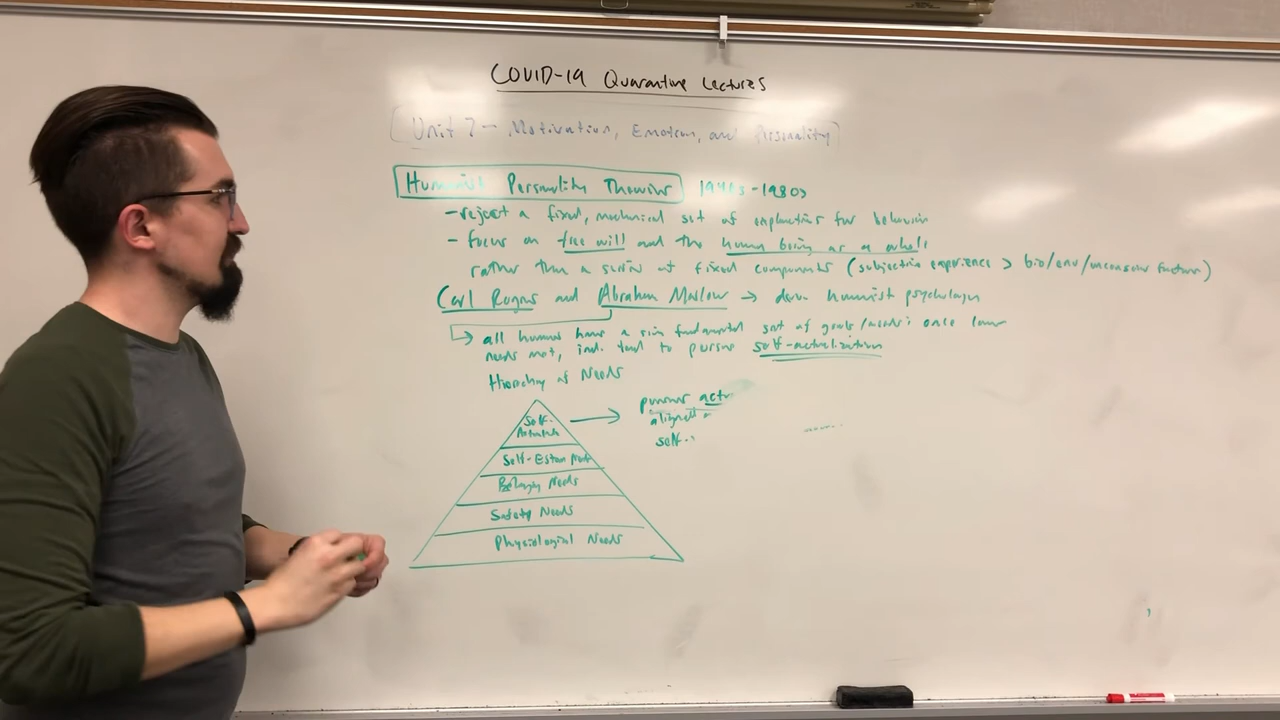 COVID-19 Quarantine Lectures
(Unit 7 - Motivation, Emotion, and Personality)
Humanist Personality Theories 1940s-1980s
- reject a fixed, mechanical set of explanations for behavior
- focus on free will and the human being as a whole
rather than a series of fixed components (subjective experience > bio/env/unconscious factors)
Carl Rogers and Abraham Maslow → humanist psychology
↳ all humans have a fundamental set of goals/needs; once lower
needs met, ind. tend to pursue self-actualization
Hierarchy of Needs
Self-
→ pursue
aligned
self-
Self-Esteem Needs
Belonging Needs
Safety Needs
Physiological Needs